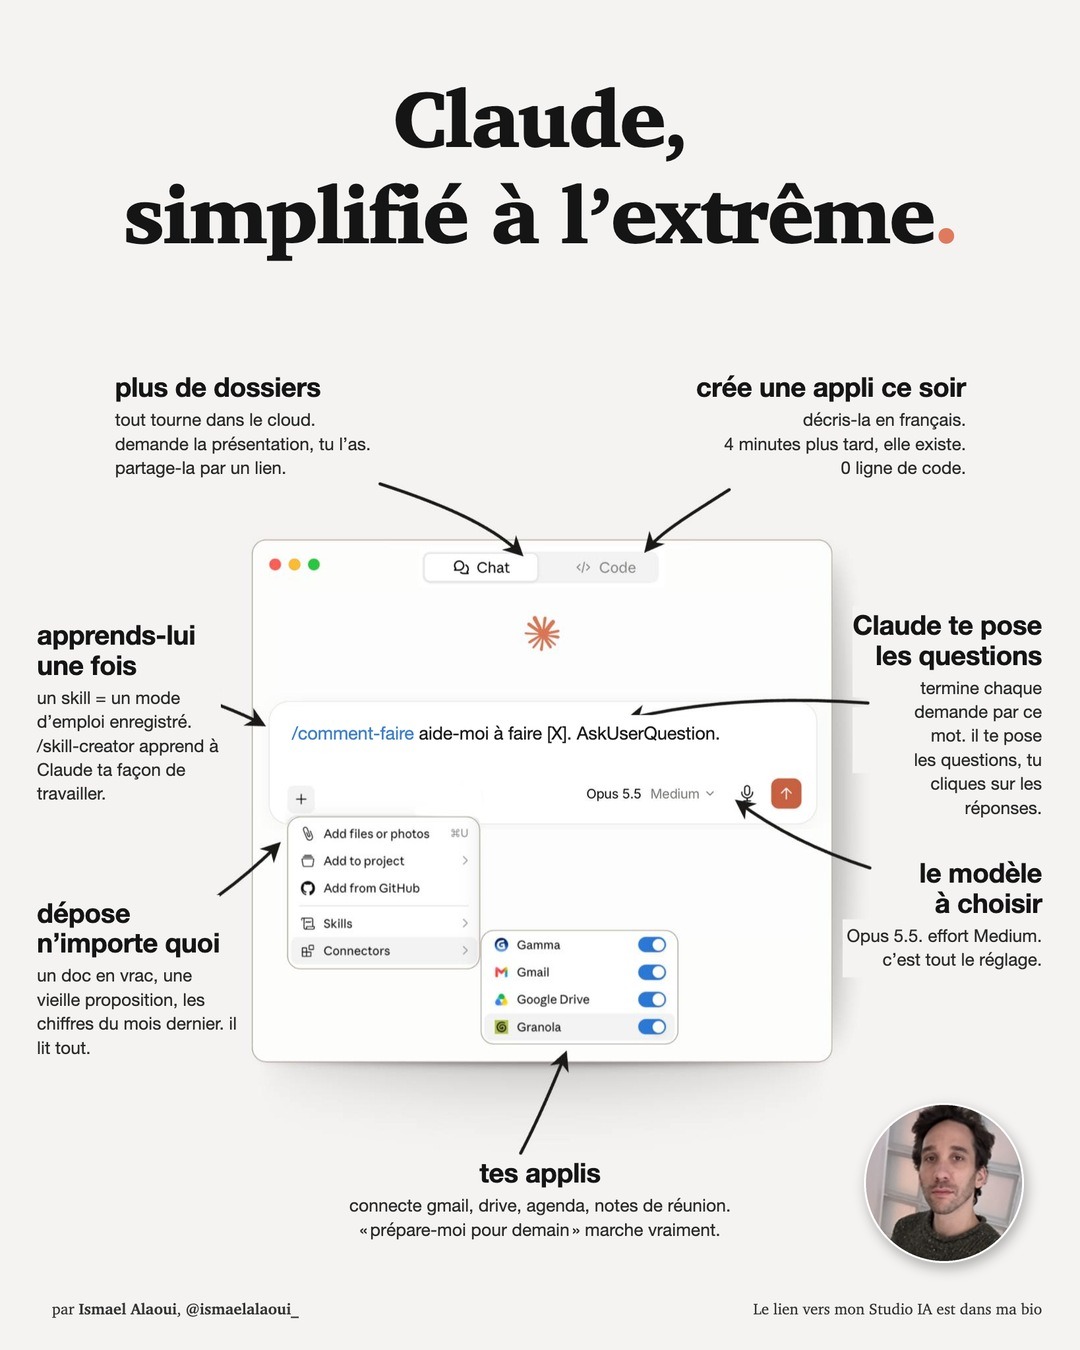 Claude,
simplifié à l’extrême.
plus de dossiers
tout tourne dans le cloud.
demande la présentation, tu l’as.
partage-la par un lien.
crée une appli ce soir
décris-la en français.
4 minutes plus tard, elle existe.
0 ligne de code.
Chat
</> Code
apprends-lui
une fois
un skill = un mode
d’emploi enregistré.
/skill-creator apprend à
Claude ta façon de
travailler.
Claude te pose
les questions
termine chaque
demande par ce
mot. il te pose
les questions, tu
cliques sur les
réponses.
/comment-faire aide-moi à faire [X]. AskUserQuestion.
Opus 5.5 Medium
Add files or photos ⌘U
Add to project
Add from GitHub
Skills
Connectors
Gamma
Gmail
Google Drive
Granola
dépose
n’importe quoi
un doc en vrac, une
vieille proposition, les
chiffres du mois dernier. il
lit tout.
le modèle
à choisir
Opus 5.5. effort Medium.
c’est tout le réglage.
tes applis
connecte gmail, drive, agenda, notes de réunion.
« prépare-moi pour demain » marche vraiment.
par Ismael Alaoui, @ismaelalaoui_
Le lien vers mon Studio IA est dans ma bio